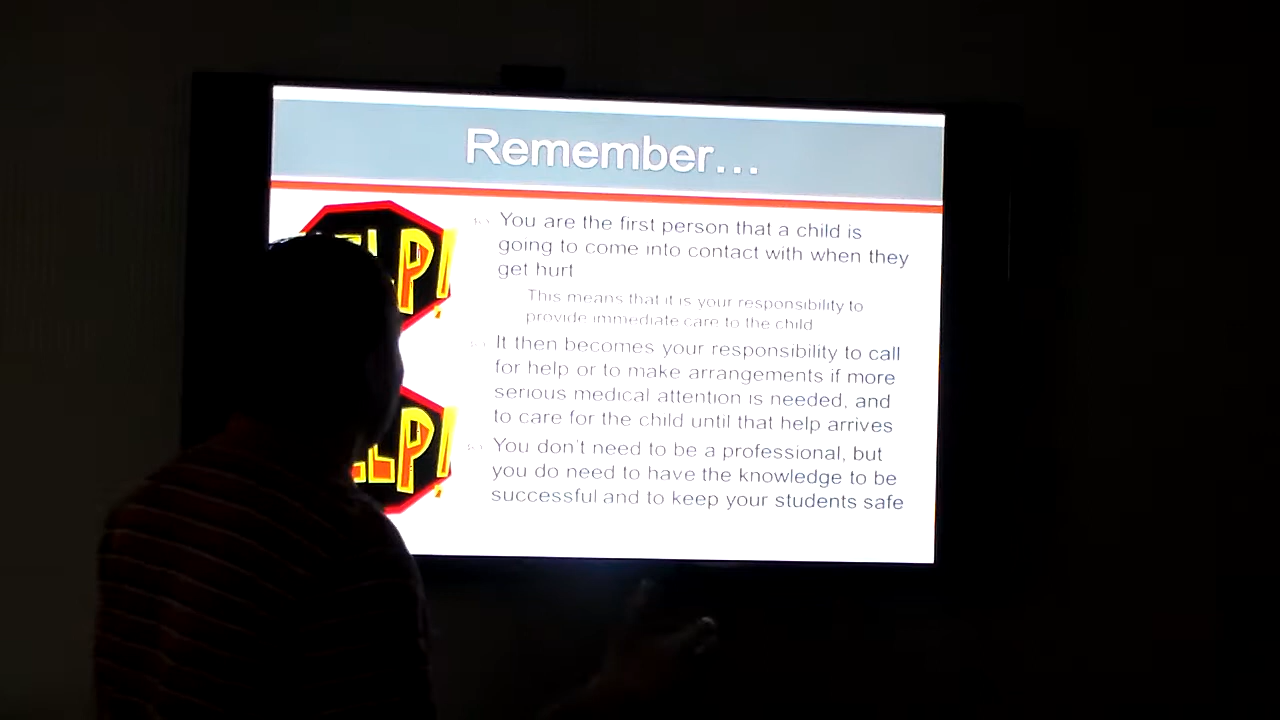 Remember...
You are the first person that a child is
going to come into contact with when they
get hurt
This means that it is your responsibility to
provide immediate care to the child
It then becomes your responsibility to call
for help or to make arrangements if more
serious medical attention is needed, and
to care for the child until that help arrives
You don't need to be a professional, but
you do need to have the knowledge to be
successful and to keep your students safe